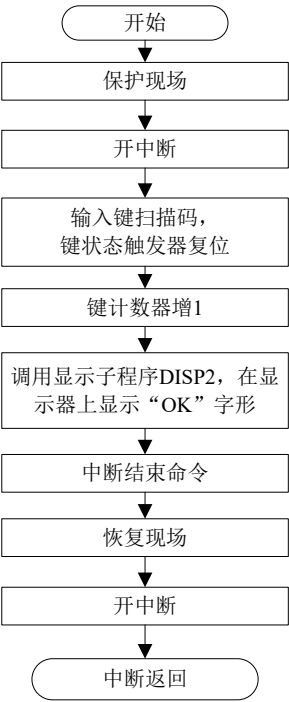 开始
保护现场
开中断
输入键扫描码，
键状态触发器复位
键计数器增1
调用显示子程序DISP2，在显
示器上显示“OK”字形
中断结束命令
恢复现场
开中断
中断返回